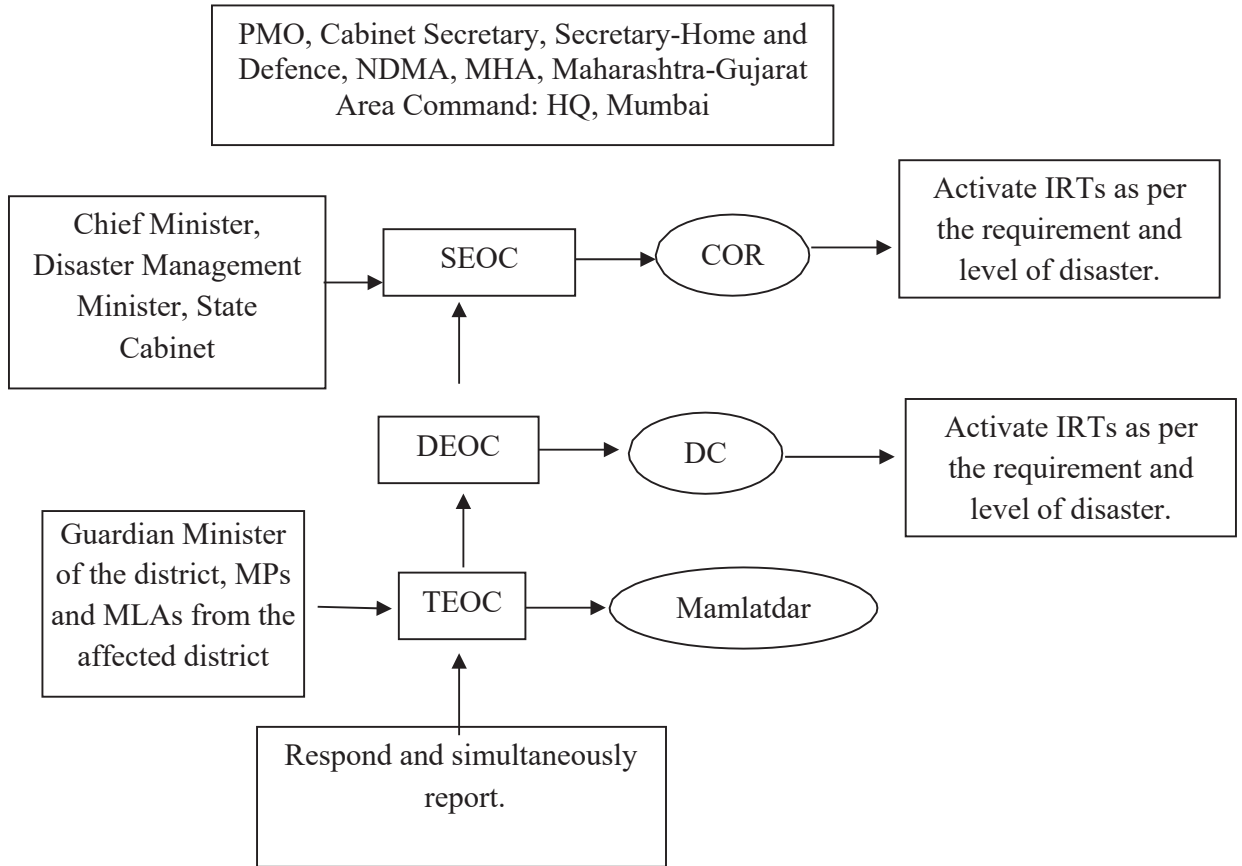 PMO, Cabinet Secretary, Secretary-Home and
Defence, NDMA, MHA, Maharashtra-Gujarat
Area Command: HQ, Mumbai
Chief Minister,
Disaster Management
Minister, State
Cabinet
SEOC
COR
Activate IRTs as per
the requirement and
level of disaster.
DEOC
DC
Activate IRTs as per
the requirement and
level of disaster.
Guardian Minister
of the district, MPs
and MLAs from the
affected district
TEOC
Mamlatdar
Respond and simultaneously
report.